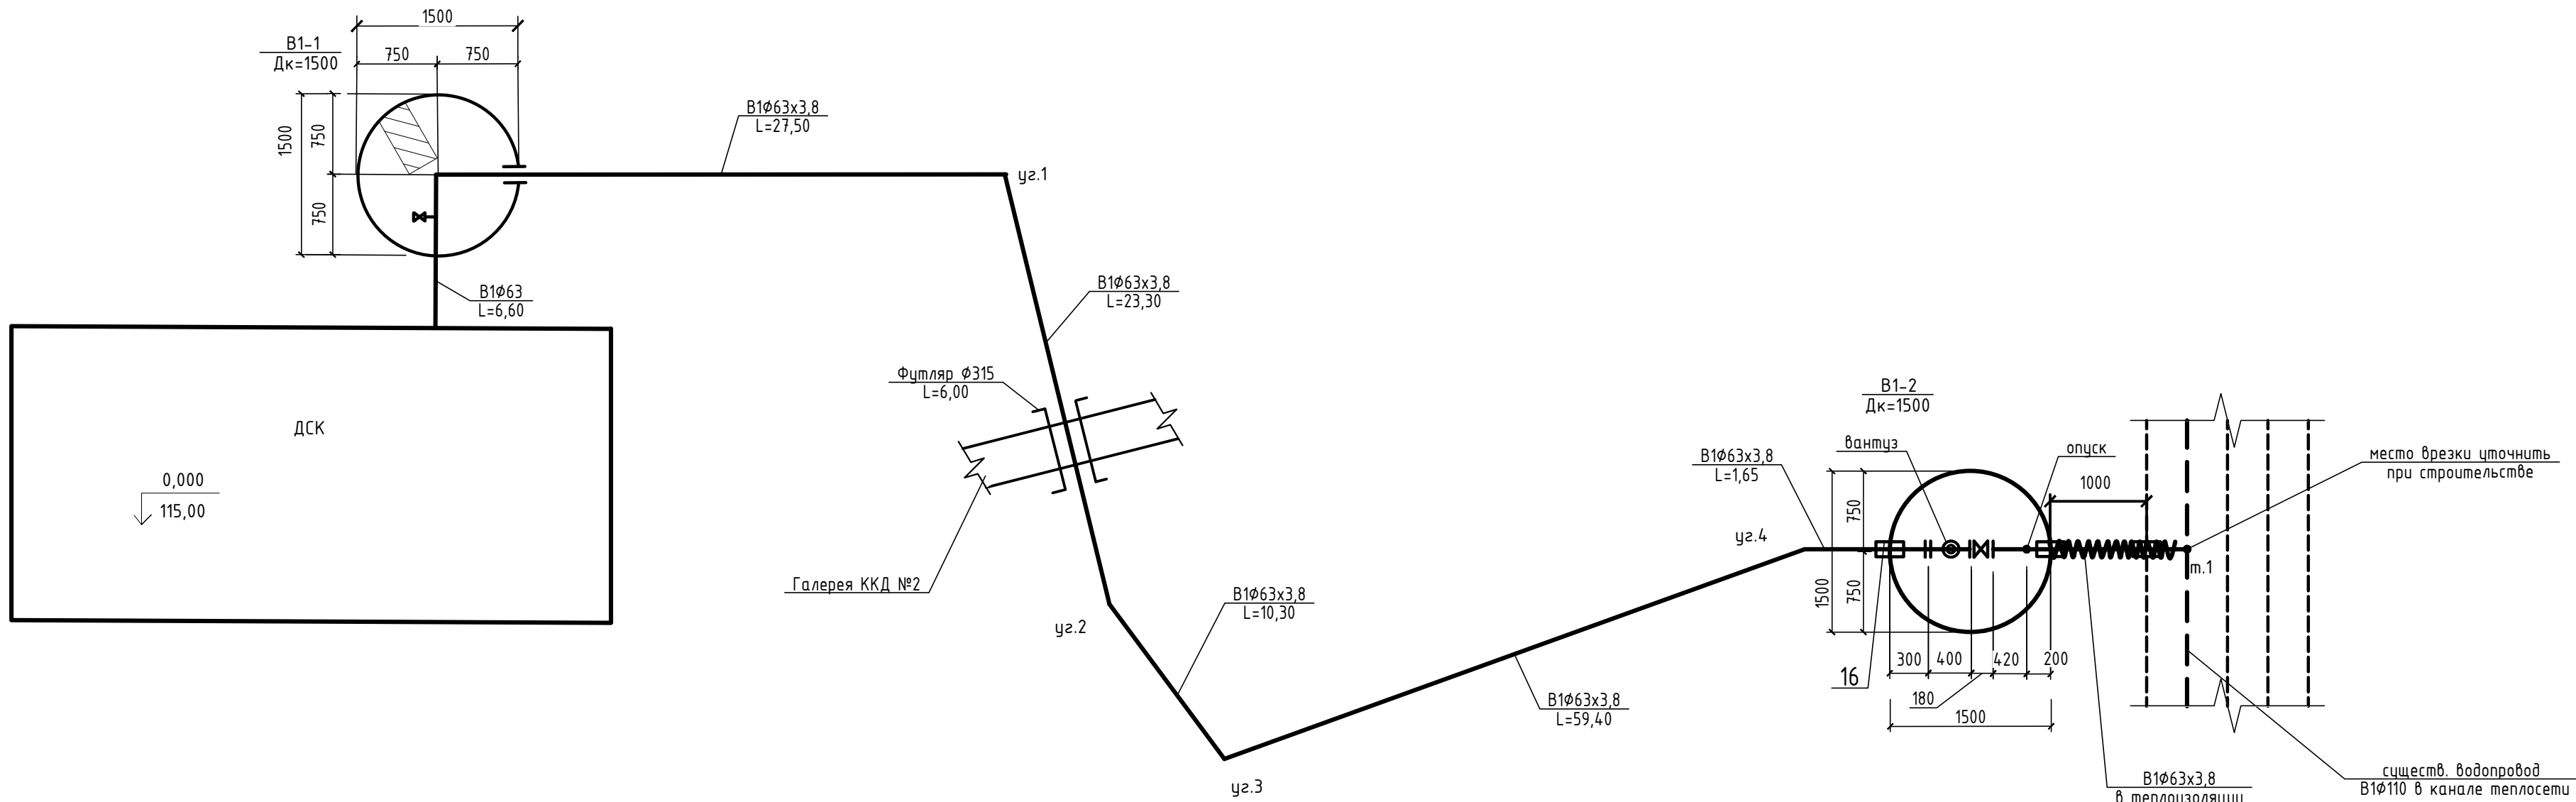 1500
В1-1
Дк=1500
750
750
1500
750
750
В1Ф63х3,8
L=27,50
уг.1
В1Ф63
L=6,60
ДСК
0,000
115,00
В1Ф63х3,8
L=23,30
Футляр Ф315
L=6,00
Галерея ККД №2
уг.2
В1Ф63х3,8
L=10,30
уг.3
В1Ф63х3,8
L=59,40
уг.4
В1Ф63х3,8
L=1,65
В1-2
Дк=1500
вантуз
опуск
1000
место врезки уточнить
при строительстве
750
1500
750
т.1
300
400
420
200
16
180
1500
В1Ф63х3,8
в теплоизоляции
существ. водопровод
В1Ф110 в канале теплосети